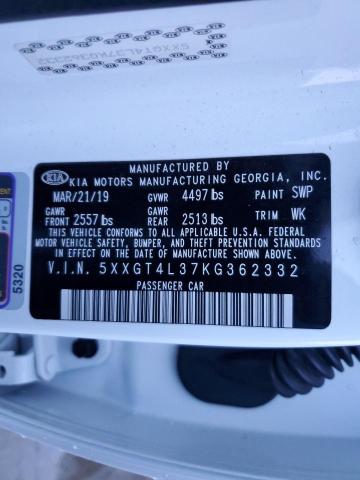 5XXGT4L37KG362332
MANUFACTURED BY
KIA KIA MOTORS MANUFACTURING GEORGIA, INC.
MAR/21/19 GVWR 4497 lbs PAINT SWP
GAWR FRONT 2557 lbs GAWR REAR 2513 lbs TRIM WK
THIS VEHICLE CONFORMS TO ALL APPLICABLE U.S.A. FEDERAL
MOTOR VEHICLE SAFETY, BUMPER, AND THEFT PREVENTION
STANDARDS IN EFFECT ON THE DATE OF MANUFACTURE SHOWN ABOVE.
V.I.N. 5XXGT4L37KG362332
PASSENGER CAR
5320